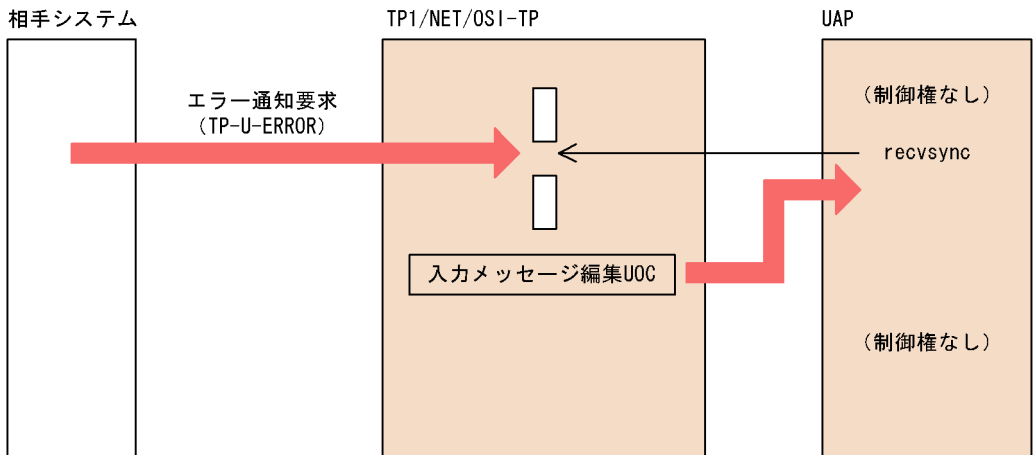 相手システム
TP1/NET/OSI-TP
UAP
エラー通知要求
(TP-U-ERROR)
(制御権なし)
recvsync
入力メッセージ編集UOC
(制御権なし)